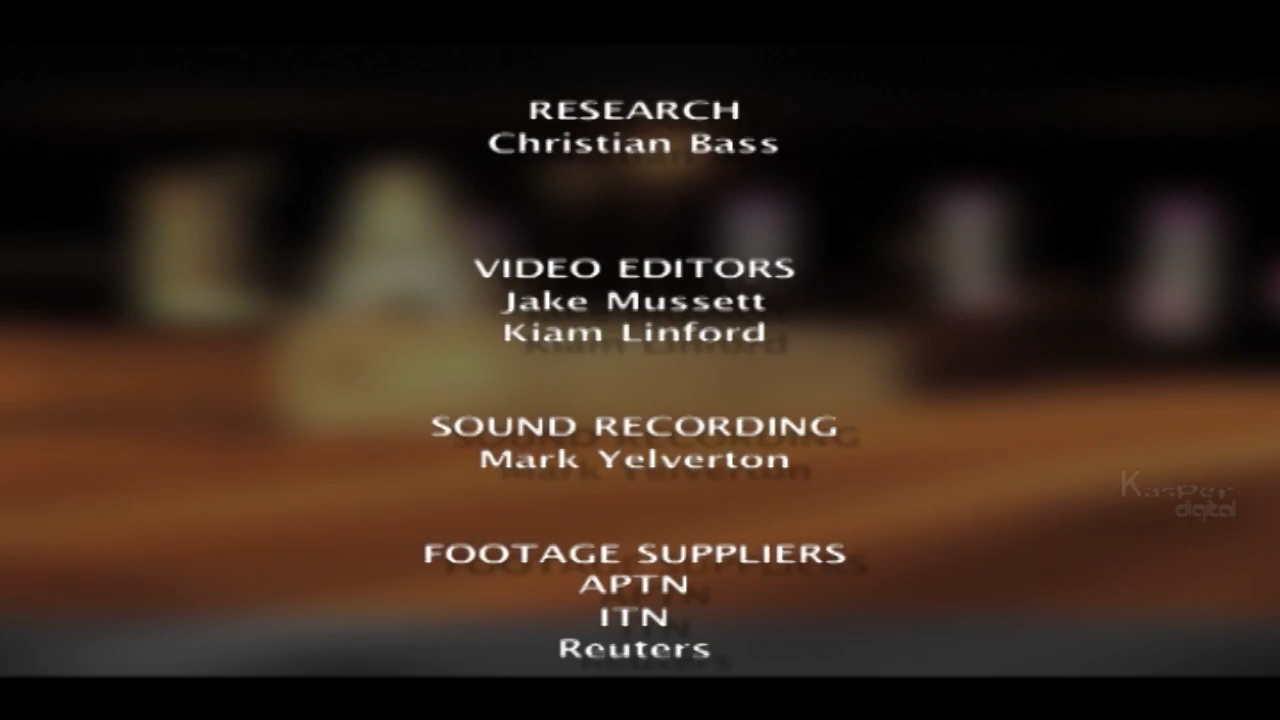 RESEARCH
Christian Bass
VIDEO EDITORS
Jake Mussett
Kiam Linford
SOUND RECORDING
Mark Yelverton
Kasper
digital
FOOTAGE SUPPLIERS
APTN
ITN
Reuters